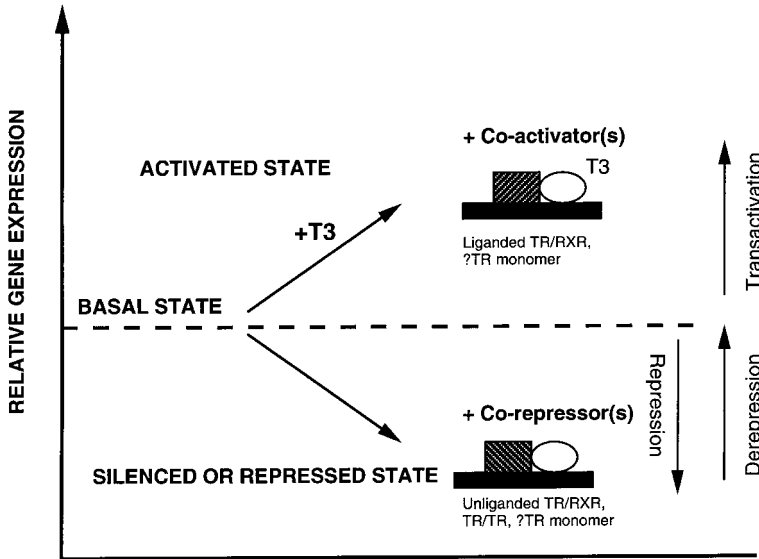 RELATIVE GENE EXPRESSION
+ Co-activator(s)
T3
ACTIVATED STATE
+T3
Liganded TR/RXR,
?TR monomer
Transactivation
BASAL STATE
Repression
Derepression
+ Co-repressor(s)
SILENCED OR REPRESSED STATE
Unliganded TR/RXR,
TR/TR, ?TR monomer